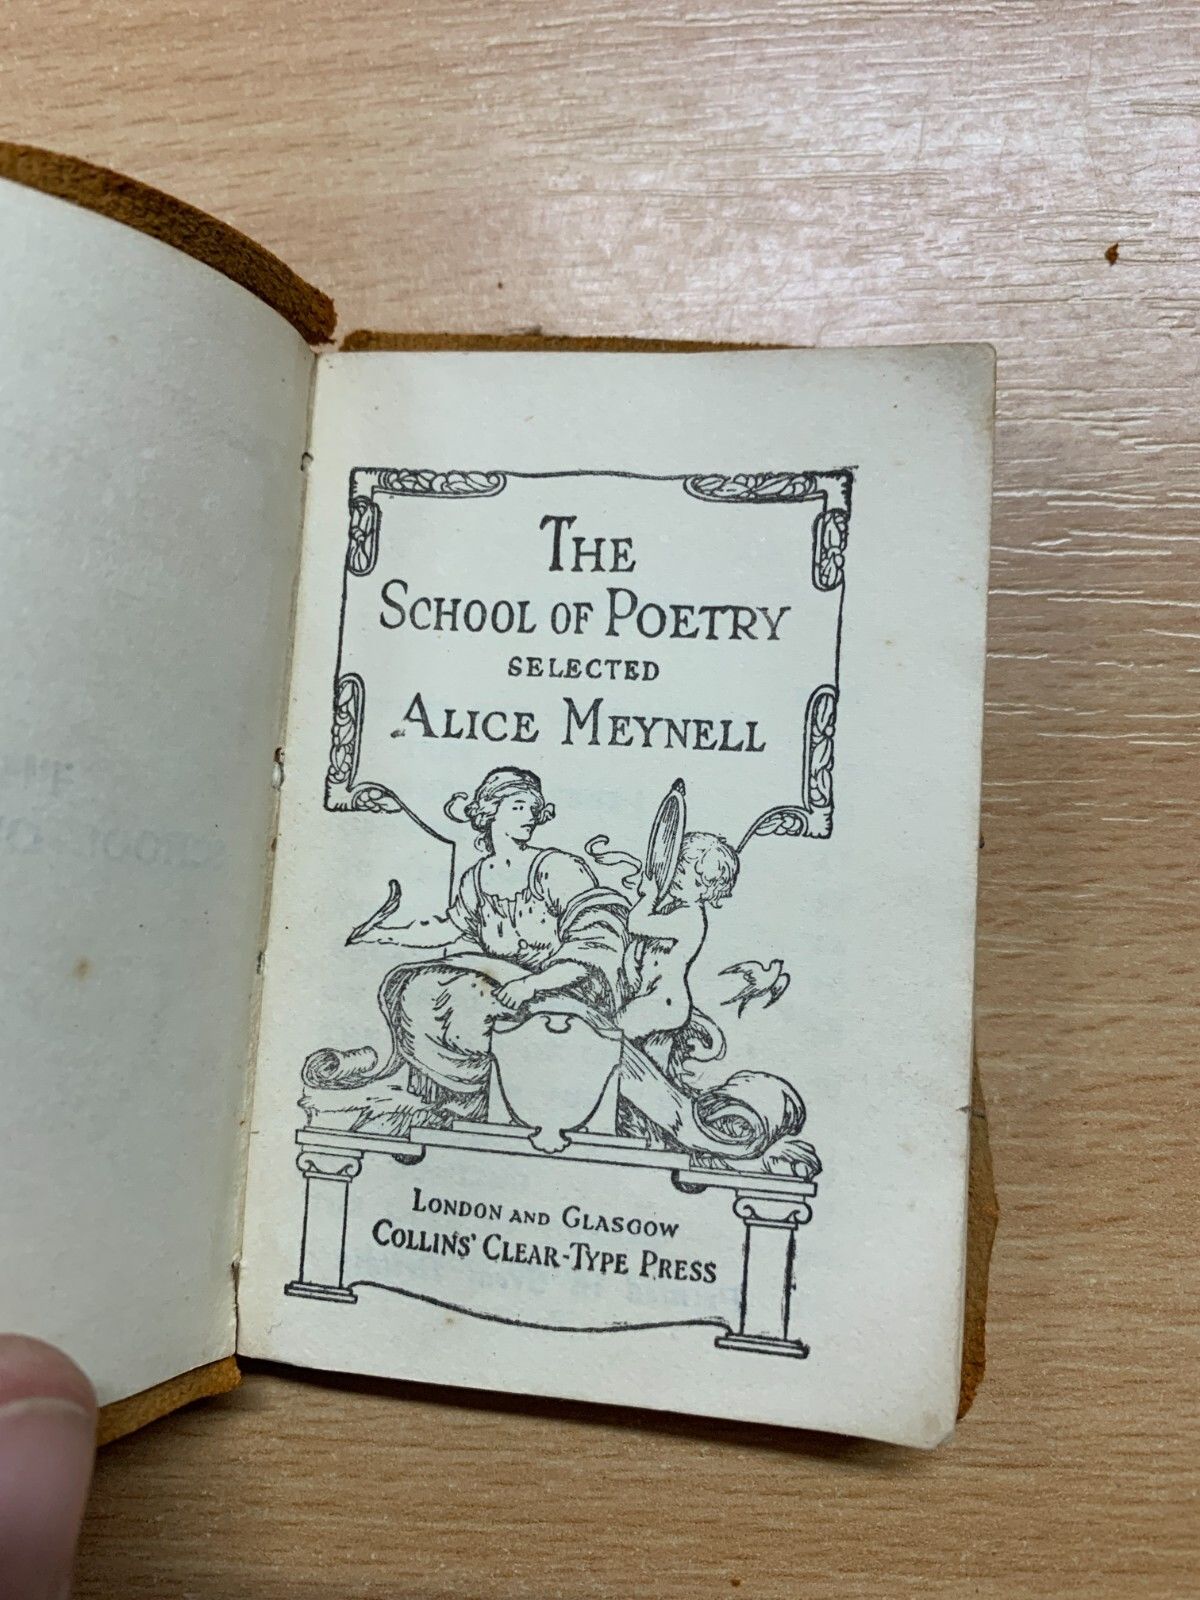 The
School of Poetry
SELECTED
Alice Meynell
London and Glasgow
Collins' Clear-Type Press